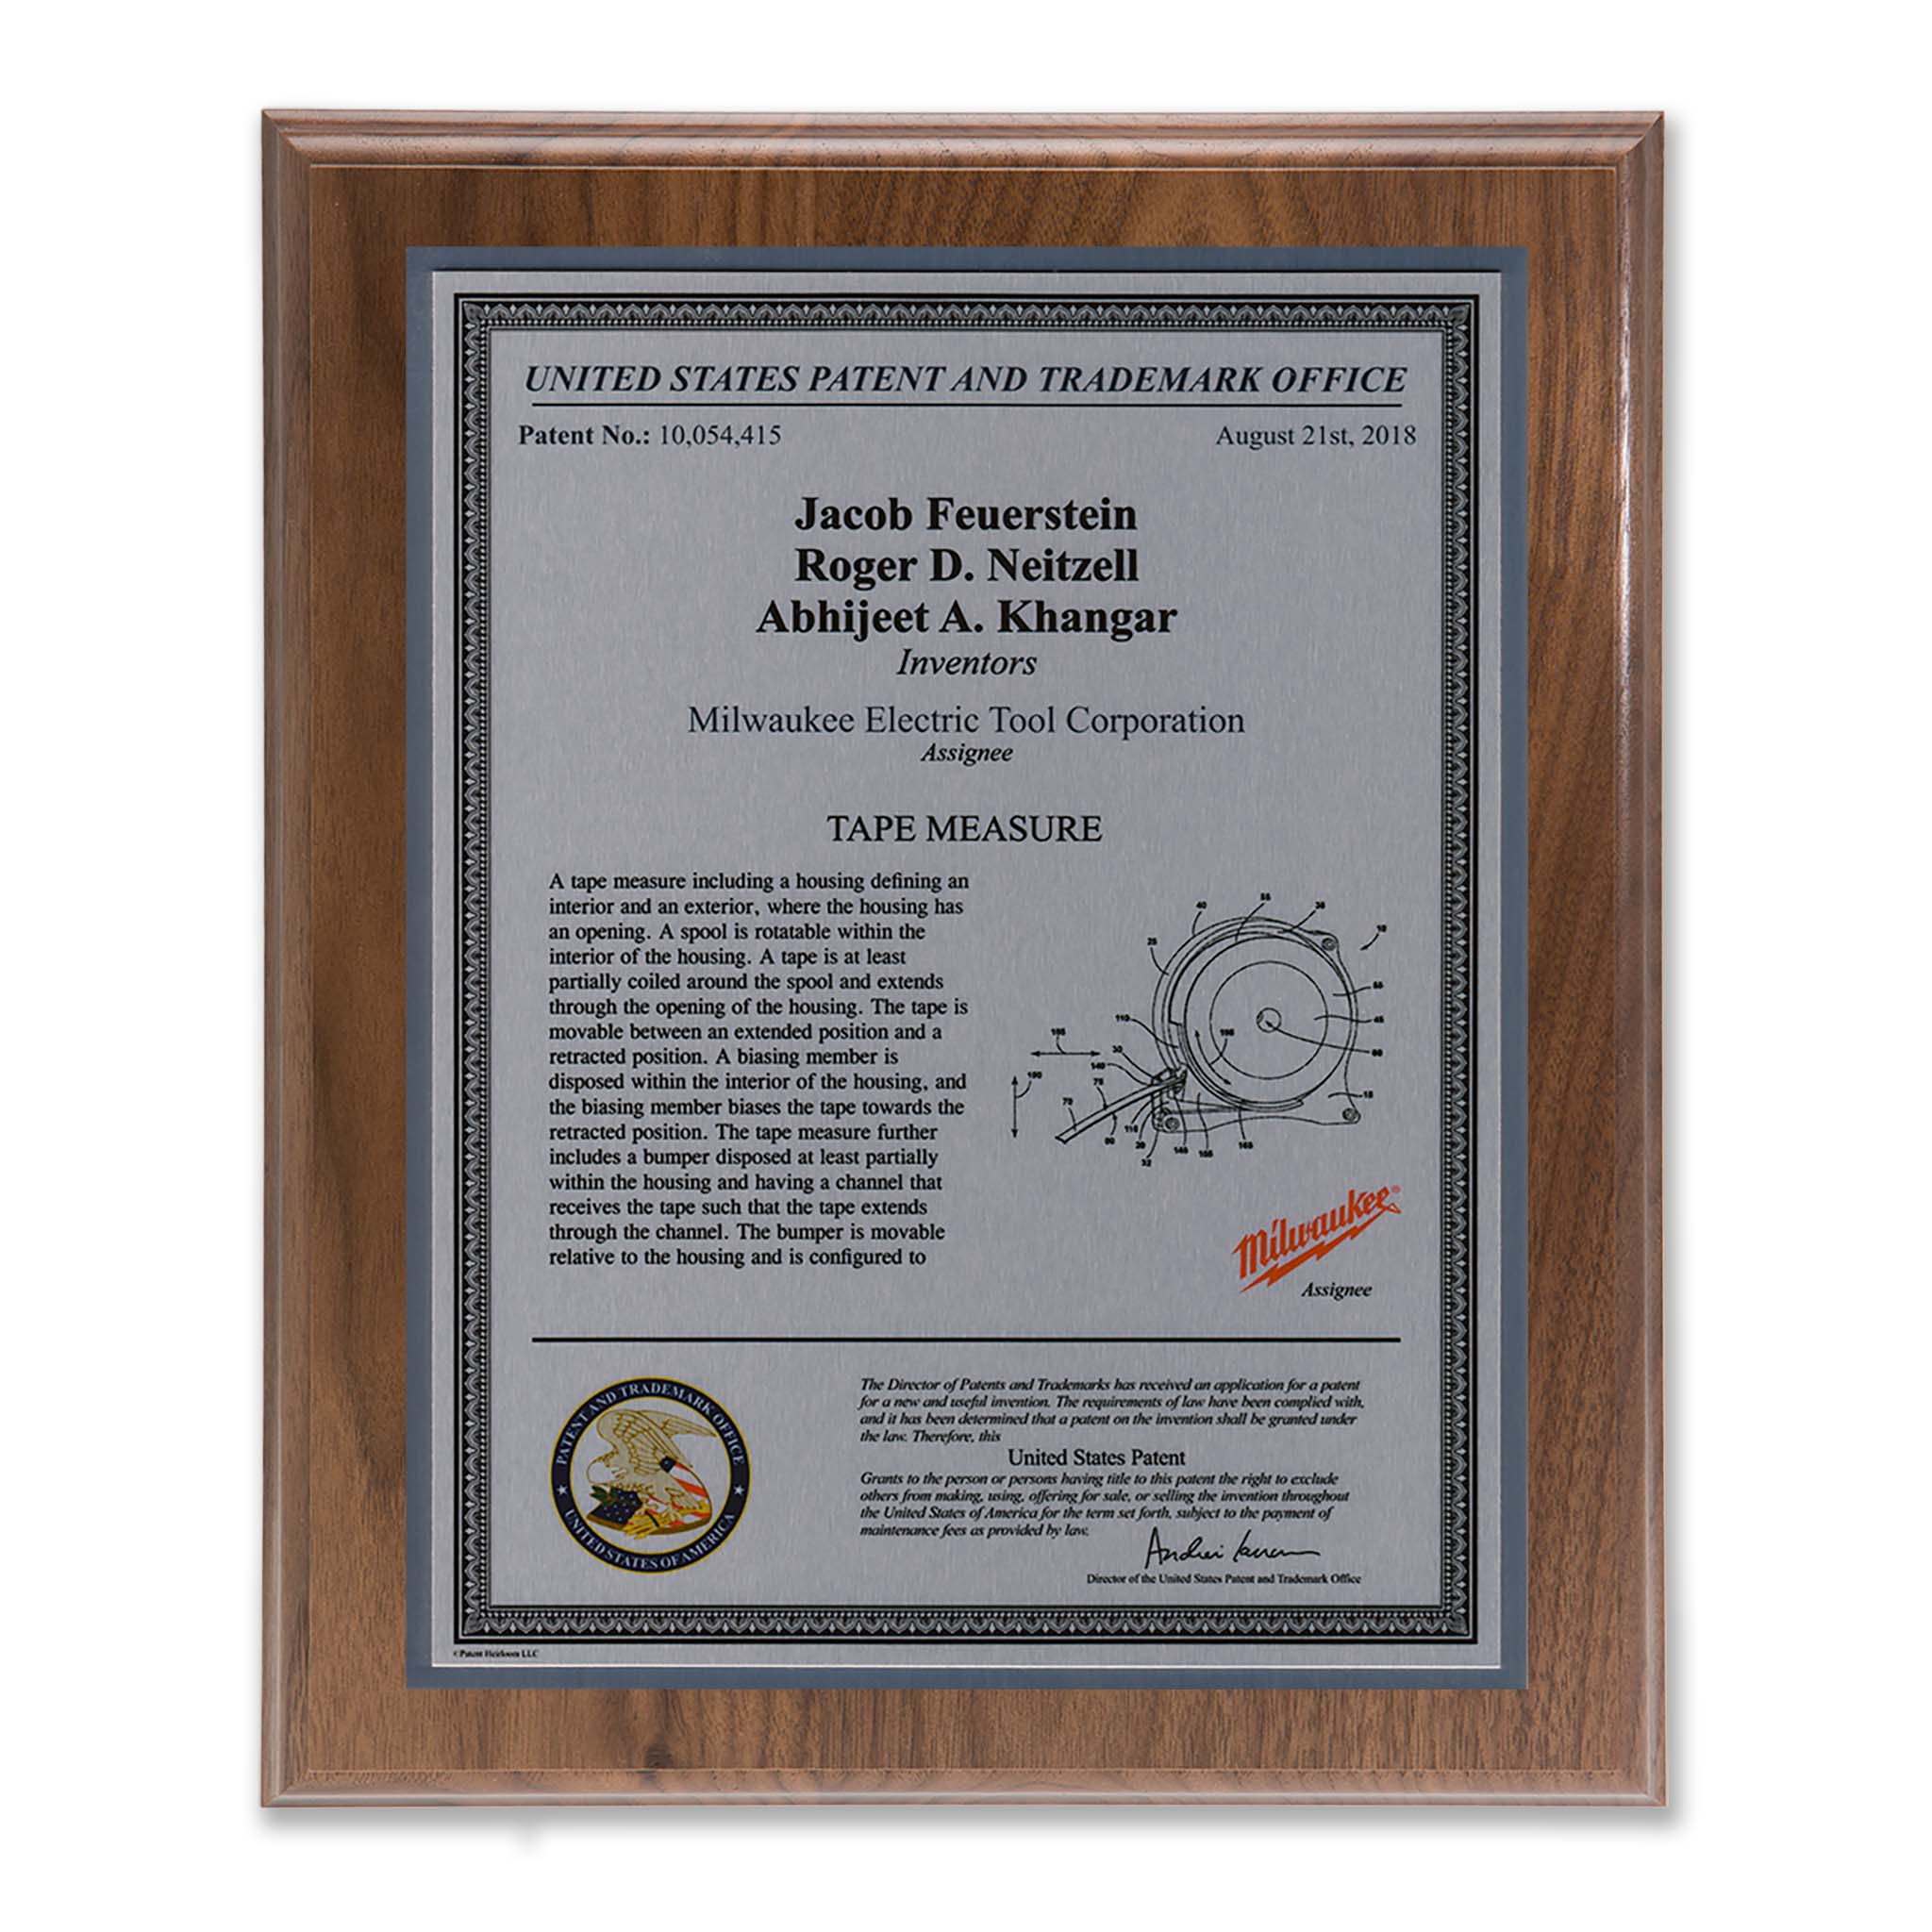 UNITED STATES PATENT AND TRADEMARK OFFICE
Patent No.: 10,054,415
August 21st, 2018
Jacob Feuerstein
Roger D. Neitzell
Abhijeet A. Khangar
Inventors
Milwaukee Electric Tool Corporation
Assignee
TAPE MEASURE
A tape measure including a housing defining an
interior and an exterior, where the housing has
an opening. A spool is rotatable within the
interior of the housing. A tape is at least
partially coiled around the spool and extends
through the opening of the housing. The tape is
movable between an extended position and a
retracted position. A biasing member is
disposed within the interior of the housing, and
the biasing member biases the tape towards the
retracted position. The tape measure further
includes a bumper disposed at least partially
within the housing and having a channel that
receives the tape such that the tape extends
through the channel. The bumper is movable
relative to the housing and is configured to
40
25
110
30
75
70
32
15
Milwaukee®
Assignee
PATENT AND TRADEMARK OFFICE
UNITED STATES OF AMERICA
The Director of Patents and Trademarks has received an application for a patent
for a new and useful invention. The requirements of law have been complied with,
and it has been determined that a patent on the invention shall be granted under
the law. Therefore, this
United States Patent
Grants to the person or persons having title to this patent the right to exclude
others from making, using, offering for sale, or selling the invention throughout
the United States of America for the term set forth, subject to the payment of
maintenance fees as provided by law.
Andrei Iancu
Director of the United States Patent and Trademark Office
©Patent Heirloom LLC